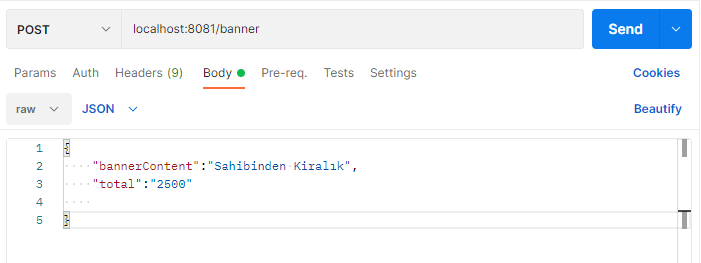 POST localhost:8081/banner Send
Params Auth Headers (9) Body Pre-req. Tests Settings Cookies
raw JSON Beautify
1 {
2 "bannerContent":"Sahibinden Kiralık",
3 "total":"2500"
4
5 }